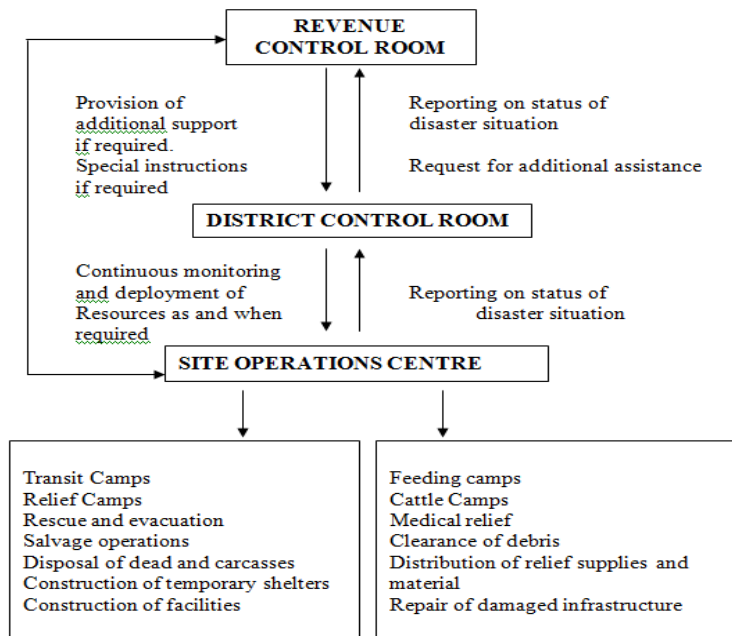 REVENUE
CONTROL ROOM
Provision of
additional support
if required.
Special instructions
if required
Reporting on status of
disaster situation
Request for additional assistance
DISTRICT CONTROL ROOM
Continuous monitoring
and deployment of
Resources as and when
required
Reporting on status of
disaster situation
SITE OPERATIONS CENTRE
Transit Camps
Relief Camps
Rescue and evacuation
Salvage operations
Disposal of dead and carcasses
Construction of temporary shelters
Construction of facilities
Feeding camps
Cattle Camps
Medical relief
Clearance of debris
Distribution of relief supplies and
material
Repair of damaged infrastructure